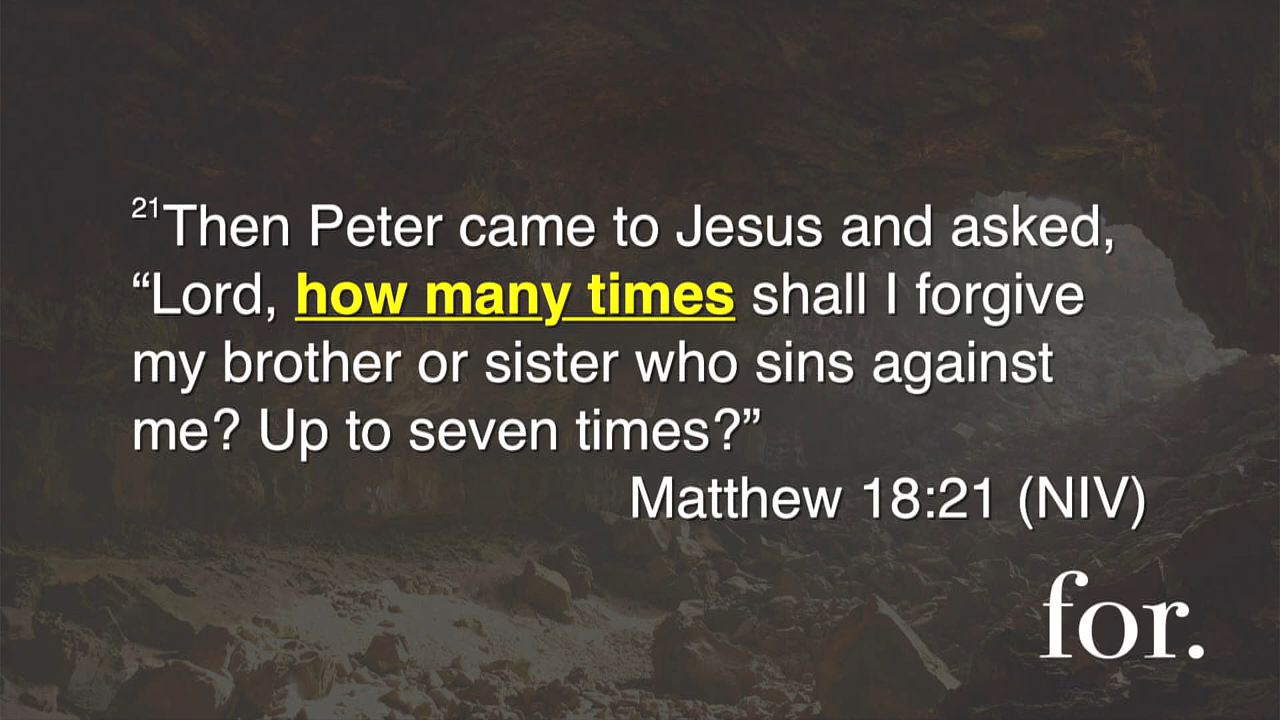 21Then Peter came to Jesus and asked,
“Lord, how many times shall I forgive
my brother or sister who sins against
me? Up to seven times?”
Matthew 18:21 (NIV)
for.